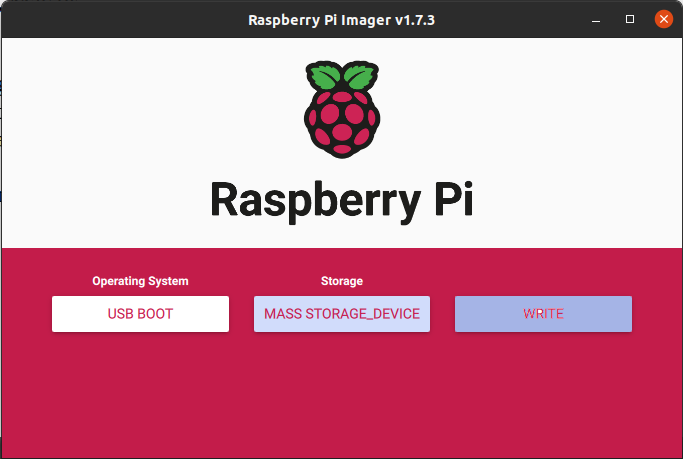 Raspberry Pi Imager v1.7.3
Raspberry Pi
Operating System
Storage
USB BOOT
MASS STORAGE_DEVICE
WRITE